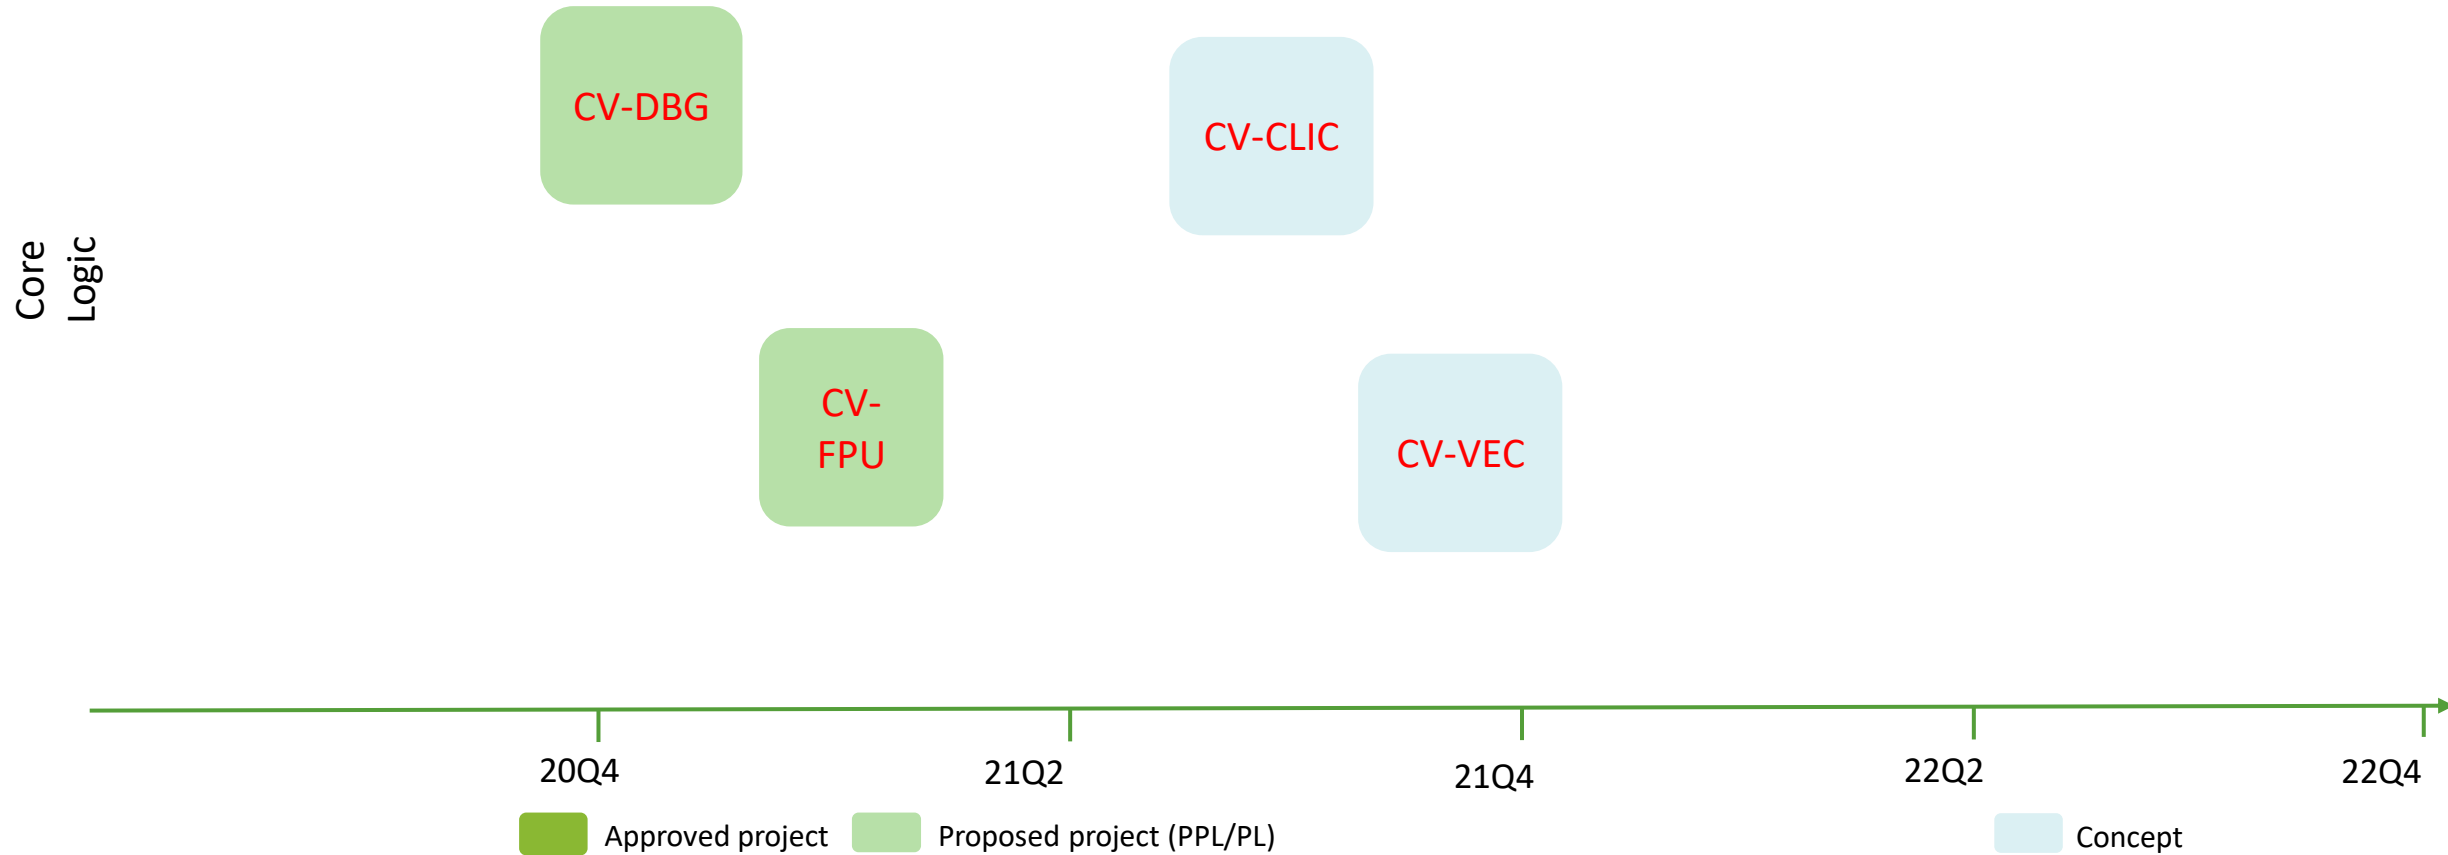 CV-DBG
CV-CLIC
Core
Logic
CV-
FPU
CV-VEC
20Q4
21Q2
21Q4
22Q2
22Q4
Approved project
Proposed project (PPL/PL)
Concept